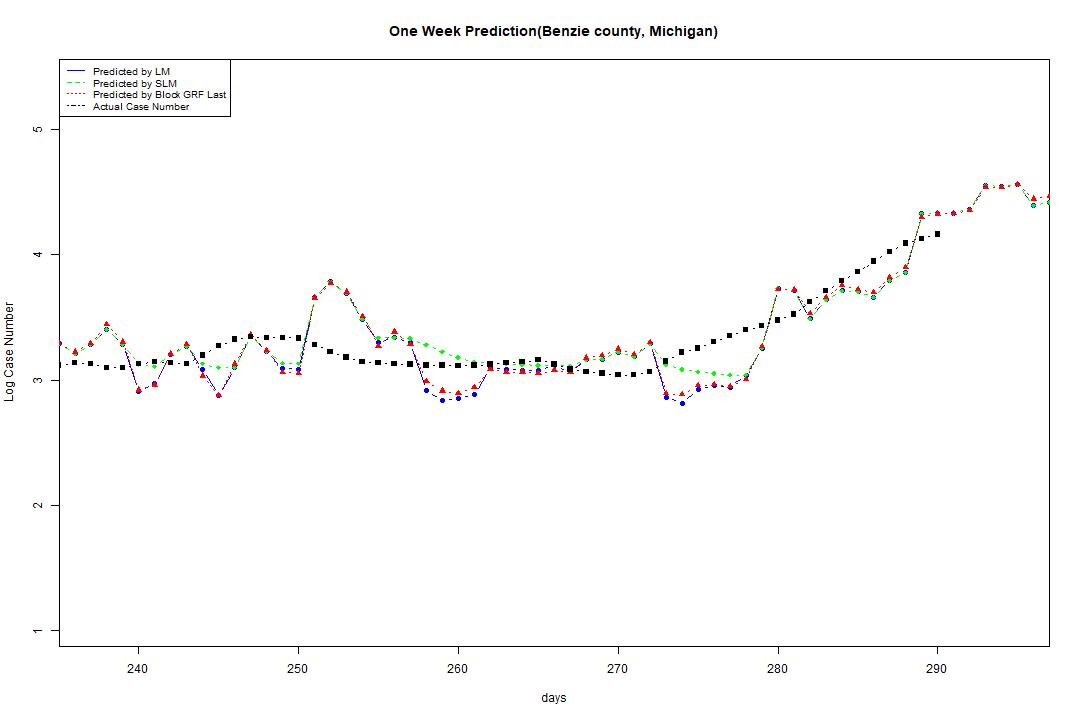 One Week Prediction(Benzie county, Michigan)
Predicted by LM
Predicted by SLM
Predicted by Block GRF Last
Actual Case Number
5
4
3
2
1
Log Case Number
240 250 260 270 280 290
days